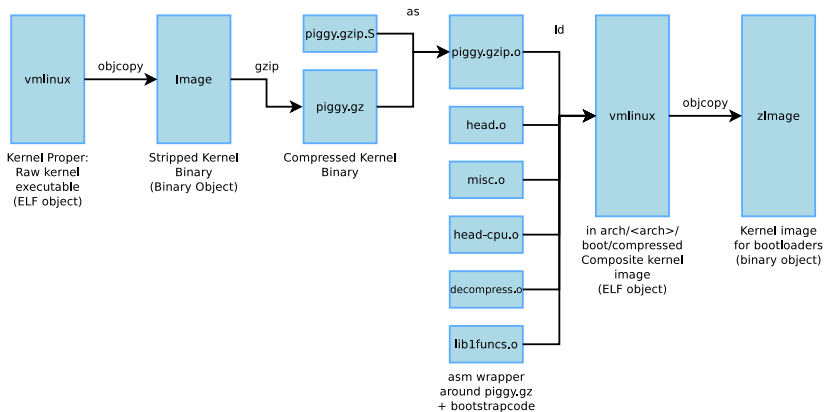 vmlinux
objcopy
Image
gzip
piggy.gzip.S
piggy.gz
as
piggy.gzip.o
head.o
misc.o
head-cpu.o
decompress.o
lib1funcs.o
ld
vmlinux
objcopy
zImage
Kernel Proper:
Raw kernel
executable
(ELF object)
Stripped Kernel
Binary
(Binary Object)
Compressed Kernel
Binary
asm wrapper
around piggy.gz
+ bootstrapcode
in arch/<arch>/
boot/compressed
Composite kernel
image
(ELF object)
Kernel image
for bootloaders
(binary object)